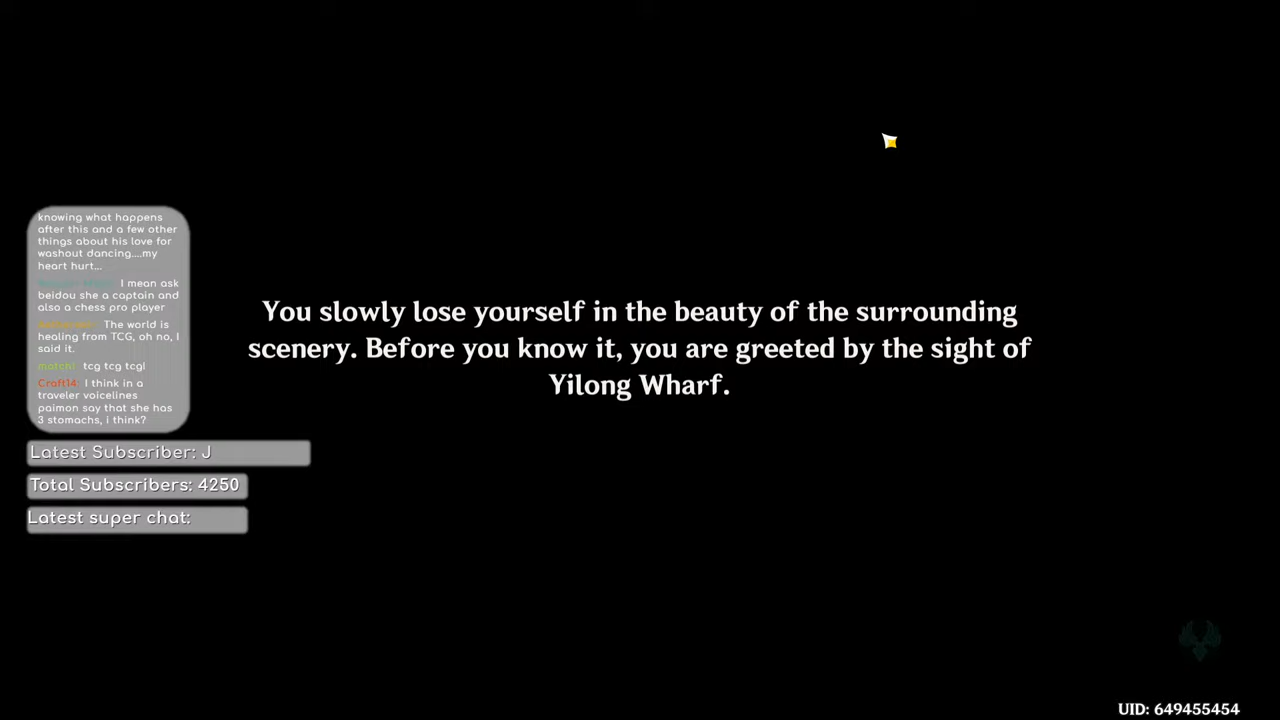 knowing what happens
after this and a few other
things about his love for
washout dancing....my
heart hurt...
I mean ask
beidou she a captain and
also a chess pro player
The world is
healing from TCG, oh no, I
said it.
match1: tcg tcg tcg!
Craft14: I think in a
traveler voicelines
paimon say that she has
3 stomachs, i think?
Latest Subscriber: J
Total Subscribers: 4250
Latest super chat:
You slowly lose yourself in the beauty of the surrounding
scenery. Before you know it, you are greeted by the sight of
Yilong Wharf.
UID: 649455454